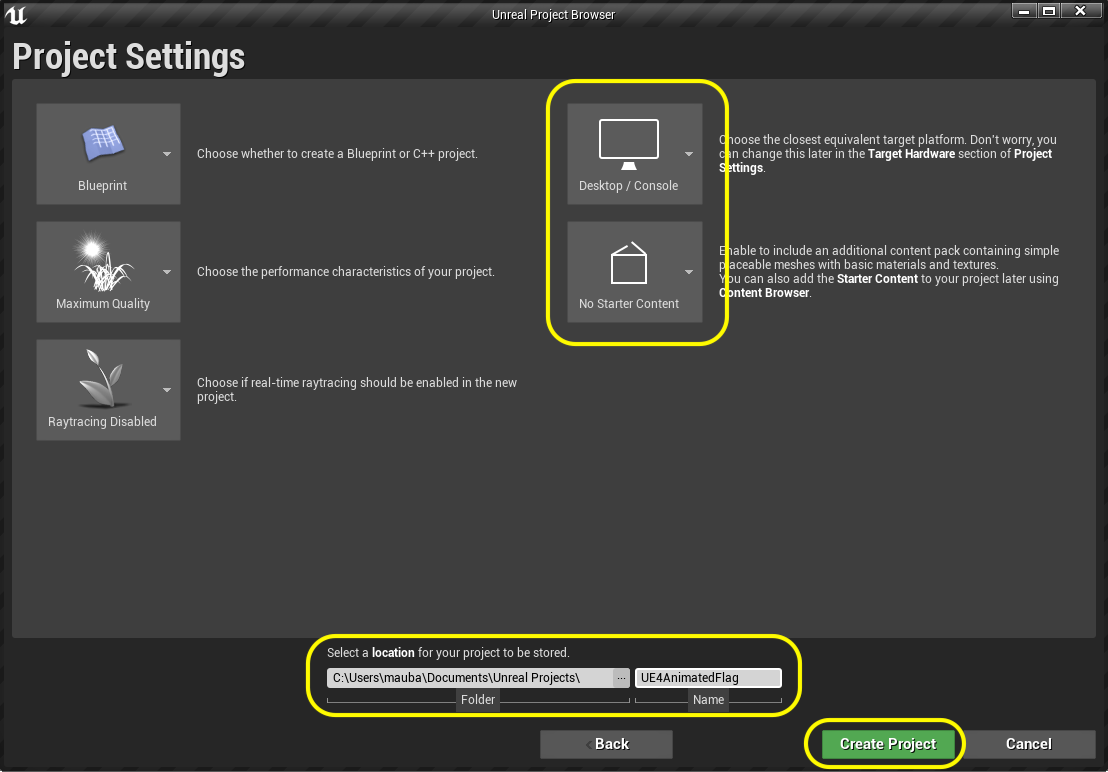 Unreal Project Browser
Project Settings
Blueprint
Choose whether to create a Blueprint or C++ project.
Desktop / Console
Choose the closest equivalent target platform. Don't worry, you
can change this later in the Target Hardware section of Project
Settings.
Maximum Quality
Choose the performance characteristics of your project.
No Starter Content
Enable to include an additional content pack containing simple
placeable meshes with basic materials and textures.
You can also add the Starter Content to your project later using
Content Browser.
Raytracing Disabled
Choose if real-time raytracing should be enabled in the new
project.
Select a location for your project to be stored.
C:\Users\mauba\Documents\Unreal Projects\ ... UE4AnimatedFlag
Folder Name
Back Create Project Cancel